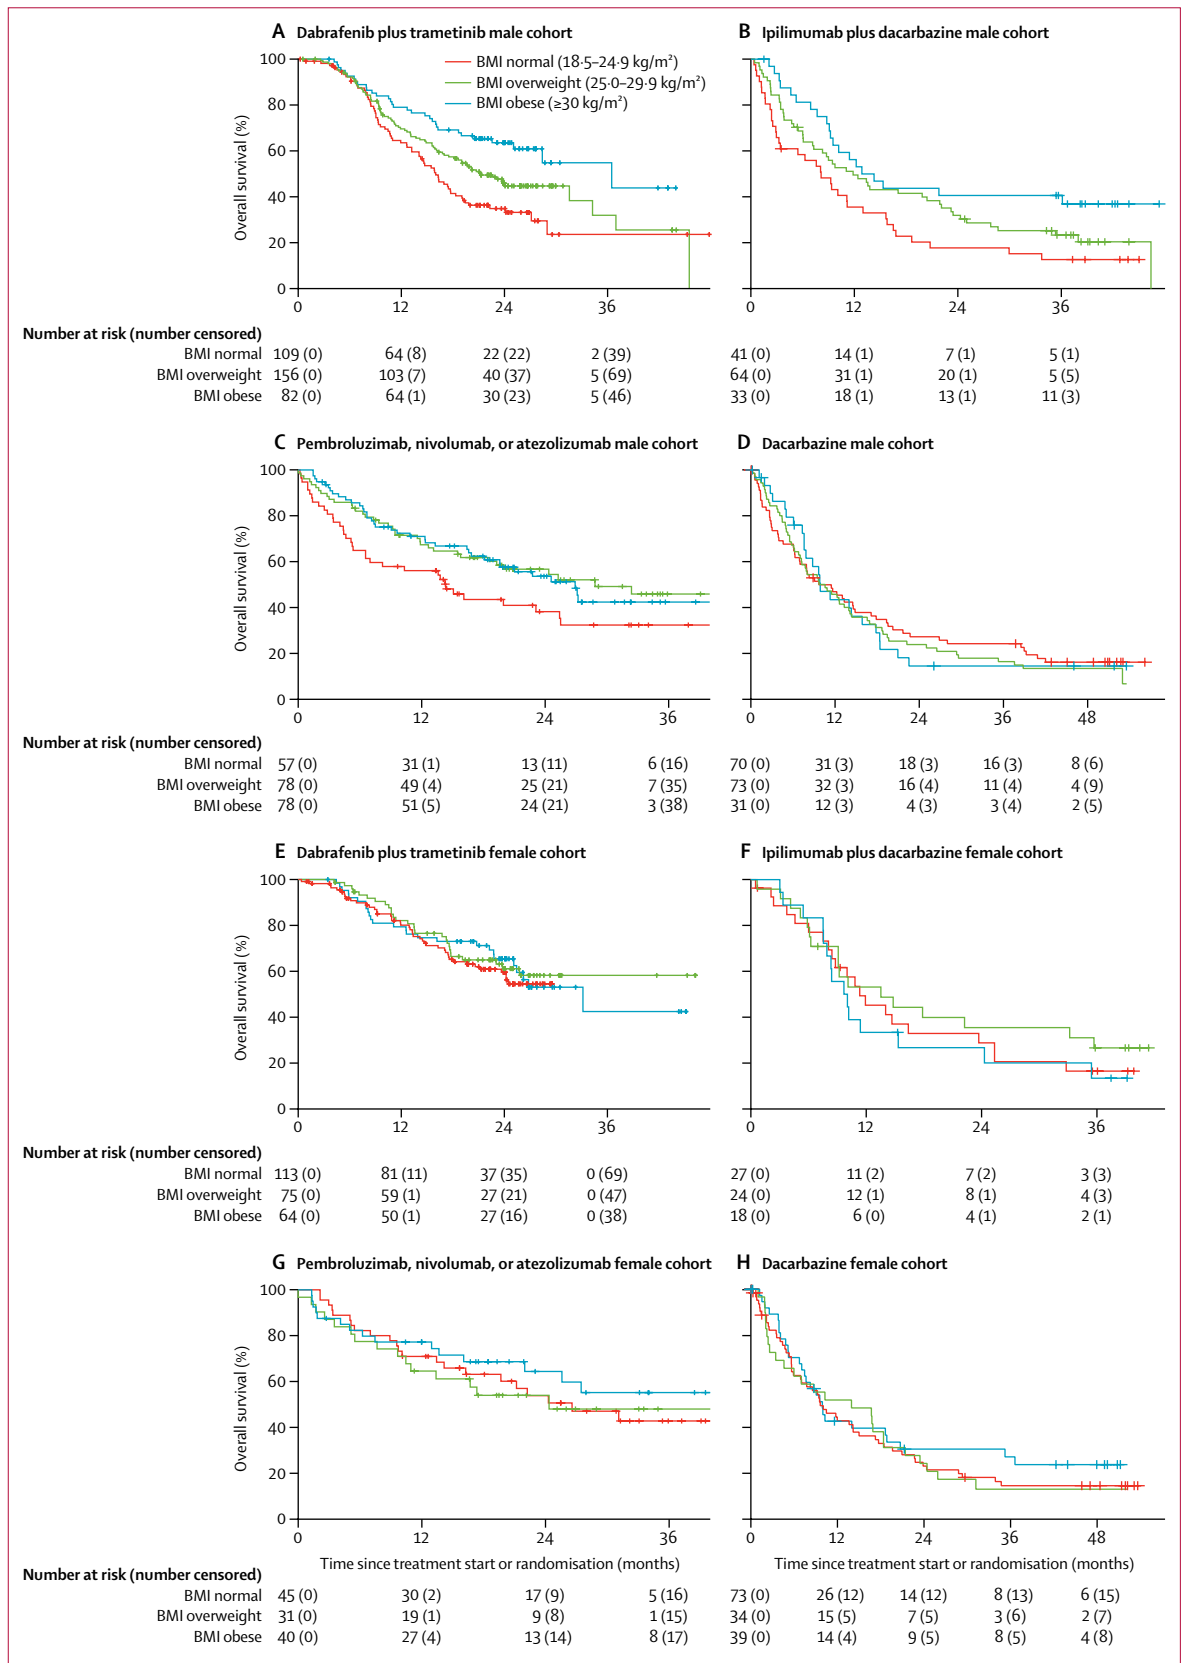 A Dabrafenib plus trametinib male cohort
B Ipilimumab plus dacarbazine male cohort
Overall survival (%)
100
80
60
40
20
0
BMI normal (18·5–24·9 kg/m²)
BMI overweight (25·0–29·9 kg/m²)
BMI obese (≥30 kg/m²)
0 12 24 36
0 12 24 36
Number at risk (number censored)
BMI normal 109 (0) 64 (8) 22 (22) 2 (39) 41 (0) 14 (1) 7 (1) 5 (1)
BMI overweight 156 (0) 103 (7) 40 (37) 5 (69) 64 (0) 31 (1) 20 (1) 5 (5)
BMI obese 82 (0) 64 (1) 30 (23) 5 (46) 33 (0) 18 (1) 13 (1) 11 (3)
C Pembroluzimab, nivolumab, or atezolizumab male cohort
D Dacarbazine male cohort
Overall survival (%)
100
80
60
40
20
0
0 12 24 36
0 12 24 36 48
Number at risk (number censored)
BMI normal 57 (0) 31 (1) 13 (11) 6 (16) 70 (0) 31 (3) 18 (3) 16 (3) 8 (6)
BMI overweight 78 (0) 49 (4) 25 (21) 7 (35) 73 (0) 32 (3) 16 (4) 11 (4) 4 (9)
BMI obese 78 (0) 51 (5) 24 (21) 3 (38) 31 (0) 12 (3) 4 (3) 3 (4) 2 (5)
E Dabrafenib plus trametinib female cohort
F Ipilimumab plus dacarbazine female cohort
Overall survival (%)
100
80
60
40
20
0
0 12 24 36
0 12 24 36
Number at risk (number censored)
BMI normal 113 (0) 81 (11) 37 (35) 0 (69) 27 (0) 11 (2) 7 (2) 3 (3)
BMI overweight 75 (0) 59 (1) 27 (21) 0 (47) 24 (0) 12 (1) 8 (1) 4 (3)
BMI obese 64 (0) 50 (1) 27 (16) 0 (38) 18 (0) 6 (0) 4 (1) 2 (1)
G Pembroluzimab, nivolumab, or atezolizumab female cohort
H Dacarbazine female cohort
Overall survival (%)
100
80
60
40
20
0
0 12 24 36
0 12 24 36 48
Time since treatment start or randomisation (months)
Time since treatment start or randomisation (months)
Number at risk (number censored)
BMI normal 45 (0) 30 (2) 17 (9) 5 (16) 73 (0) 26 (12) 14 (12) 8 (13) 6 (15)
BMI overweight 31 (0) 19 (1) 9 (8) 1 (15) 34 (0) 15 (5) 7 (5) 3 (6) 2 (7)
BMI obese 40 (0) 27 (4) 13 (14) 8 (17) 39 (0) 14 (4) 9 (5) 8 (5) 4 (8)